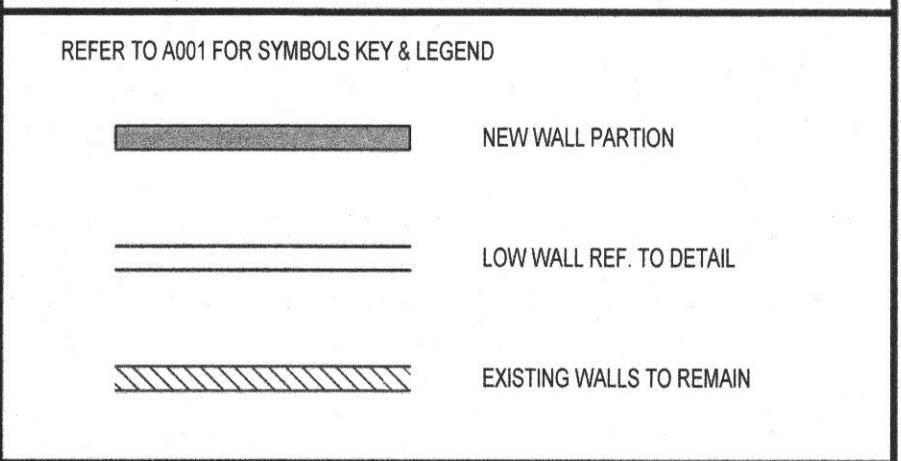 REFER TO A001 FOR SYMBOLS KEY & LEGEND
NEW WALL PARTION
LOW WALL REF. TO DETAIL
EXISTING WALLS TO REMAIN